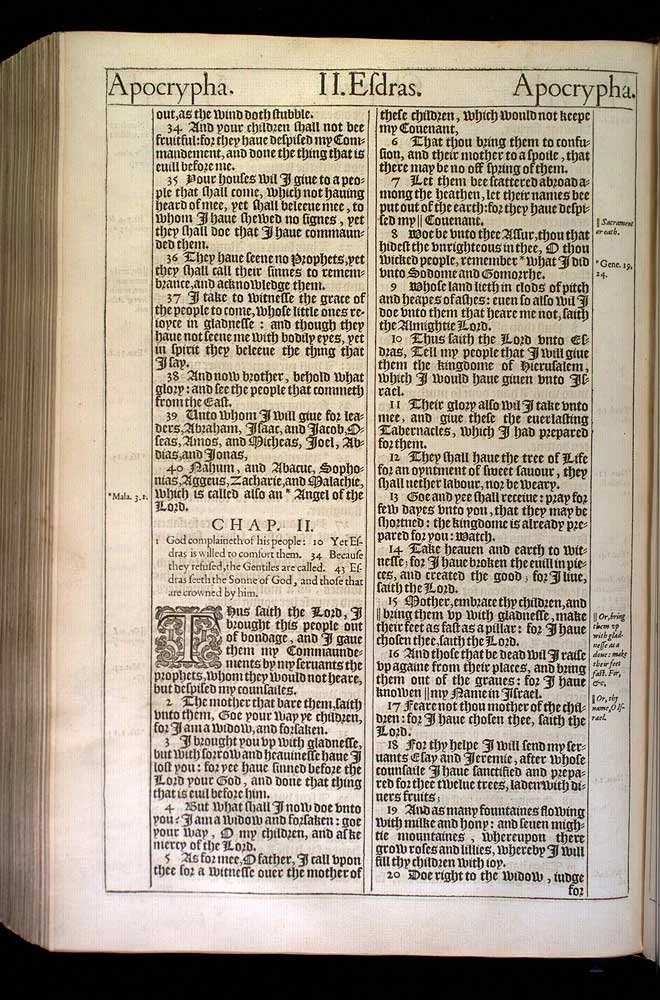 Apocrypha. II. Eſdras. Apocrypha.
out, as the wind doth ſtubble.
34 And your children ſhall not bee
fruitful: for they haue deſpiſed my Com-
mandement, and done the thing that is
euill before me.
35 Your houſes wil I giue to a peo-
ple that ſhall come, which not hauing
heard of mee, yet ſhall beleeue mee, to
whom I haue ſhewed no ſignes, yet
they ſhall doe that I haue commaun-
ded them.
36 They haue ſeene no Prophets, yet
they ſhall call their ſinnes to remem-
brance, and acknowledge them.
37 I take to witneſſe the grace of
the people to come, whoſe little ones re-
ioyce in gladneſſe: and though they
haue not ſeene me with bodily eyes, yet
in ſpirit they beleeue the thing that
I ſay.
38 And now brother, behold what
glory: and ſee the people that commeth
from the Eaſt.
39 Unto whom I will giue for lea-
ders, Abraham, Iſaac, and Iacob, O-
ſeas, Amos, and Micheas, Ioel, Ab-
dias, and Ionas,
40 Nahum, and Abacuc, Sopho-
nias, Aggeus, Zacharie, and Malachie,
which is called alſo an * Angel of the
Lord.
*Mala. 3.1.
CHAP. II.
1 God complaineth of his people: 10 Yet Eſ-
dras is willed to comfort them. 34 Becauſe
they refuſed, the Gentiles are called. 43 Eſ-
dras ſeeth the Sonne of God, and thoſe that
are crowned by him.
Thus ſaith the Lord, I
brought this people out
of bondage, and I gaue
them my Commaunde-
ments by my ſeruants the
prophets, whom they would not heare,
but deſpiſed my counſailes.
2 The mother that bare them, ſaith
vnto them, Goe your way ye children,
for I am a widow, and forſaken.
3 I brought you vp with gladneſſe,
but with ſorrow and heauineſſe haue I
loſt you: for yee haue ſinned before the
Lord your God, and done that thing
that is euil before him.
4 But what ſhall I now doe vnto
you? I am a widow and forſaken: goe
your way, O my children, and aſke
mercy of the Lord.
5 As for mee, O father, I call vpon
thee for a witneſſe ouer the mother of
theſe children, which would not keepe
my Couenant,
6 That thou bring them to confu-
ſion, and their mother to a ſpoile, that
there may be no off ſpring of them.
7 Let them bee ſcattered abroad a-
mong the heathen, let their names bee
put out of the earth: for they haue deſpi-
ſed my || Couenant.
|| Sacrament
or oath.
8 Woe be vnto thee Aſſur, thou that
hideſt the vnrighteous in thee, O thou
wicked people, remember * what I did
vnto Sodome and Gomorrhe.
* Gene. 19,
24.
9 Whoſe land lieth in clods of pitch
and heapes of aſhes: euen ſo alſo wil I
doe vnto them that heare me not, ſaith
the Almightie Lord.
10 Thus ſaith the Lord vnto Eſ-
dras, Tell my people that I will giue
them the kingdome of Hieruſalem,
which I would haue giuen vnto Iſ-
rael.
11 Their glory alſo wil I take vnto
mee, and giue theſe the euerlaſting
Tabernacles, which I had prepared
for them.
12 They ſhall haue the tree of Life
for an oyntment of ſweet ſauour, they
ſhall nether labour, nor be weary.
13 Goe and yee ſhall receiue: pray for
few dayes vnto you, that they may be
ſhortned: the kingdome is already pre-
pared for you: Watch.
14 Take heauen and earth to wit-
neſſe; for I haue broken the euill in pie-
ces, and created the good; for I liue,
ſaith the Lord.
15 Mother, embrace thy children, and
|| bring them vp with gladneſſe, make
their feet as faſt as a pillar: for I haue
choſen thee, ſaith the Lord.
|| Or, bring
them vp
with glad-
neſſe as a
doue: make
their feet
faſt. For,
&c.
16 And thoſe that be dead wil I raiſe
vp againe from their places, and bring
them out of the graues: for I haue
knowen || my Name in Iſrael.
|| Or, thy
name, O Iſ-
rael.
17 Feare not thou mother of the chil-
dren: for I haue choſen thee, ſaith the
Lord.
18 For thy helpe I will ſend my ſer-
uants Eſay and Ieremie, after whoſe
counſaile I haue ſanctified and prepa-
red for thee twelue trees, laden with di-
uers fruits;
19 And as many fountaines flowing
with milke and hony: and ſeuen migh-
tie mountaines, whereupon there
grow roſes and lillies, whereby I will
fill thy children with ioy.
20 Doe right to the widow, iudge
for